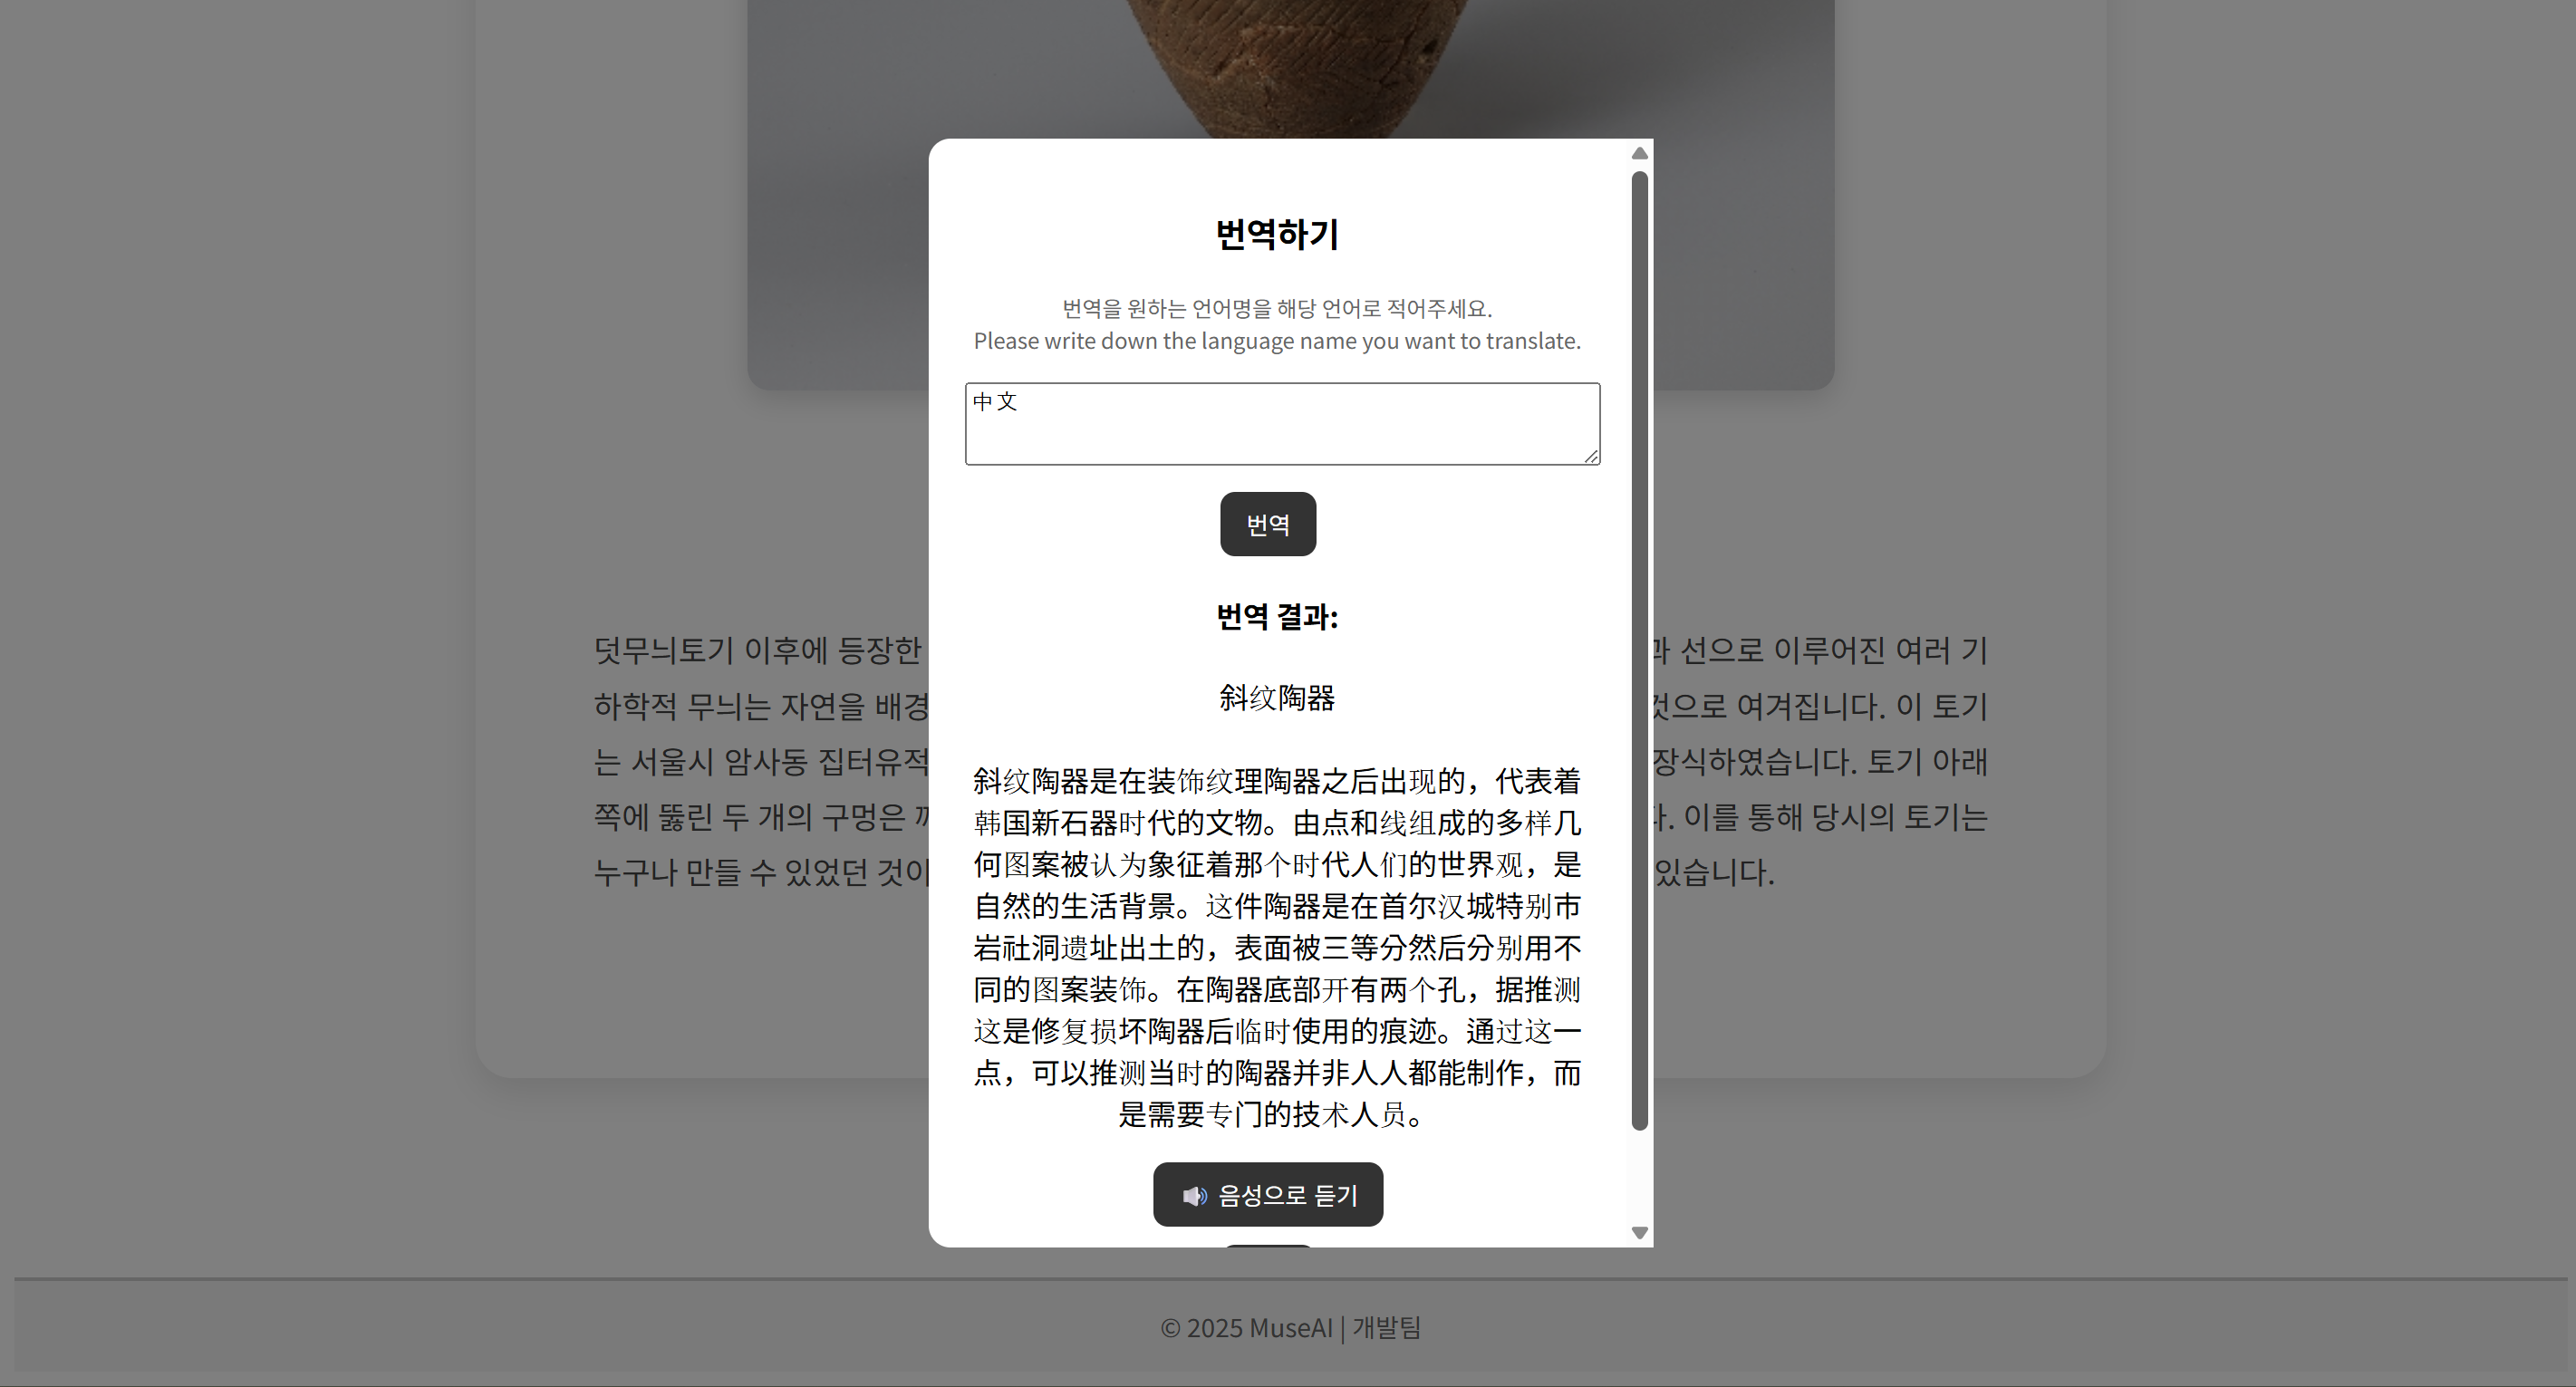 번역하기
번역을 원하는 언어명을 해당 언어로 적어주세요.
Please write down the language name you want to translate.
中文
번역
번역 결과:
斜纹陶器
斜纹陶器是在装饰纹理陶器之后出现的，代表着
韩国新石器时代的文物。由点和线组成的多样几
何图案被认为象征着那个时代人们的世界观，是
自然的生活背景。这件陶器是在首尔汉城特别市
岩社洞遗址出土的，表面被三等分然后分别用不
同的图案装饰。在陶器底部开有两个孔，据推测
这是修复损坏陶器后临时使用的痕迹。通过这一
点，可以推测当时的陶器并非人人都能制作，而
是需要专门的技术人员。
음성으로 듣기
덧무늬토기 이후에 등장한 과 선으로 이루어진 여러 기
하학적 무늬는 자연을 배경 것으로 여겨집니다. 이 토기
는 서울시 암사동 집터유적 장식하였습니다. 토기 아래
쪽에 뚫린 두 개의 구멍은 다. 이를 통해 당시의 토기는
누구나 만들 수 있었던 것이 있습니다.
© 2025 MuseAI | 개발팀